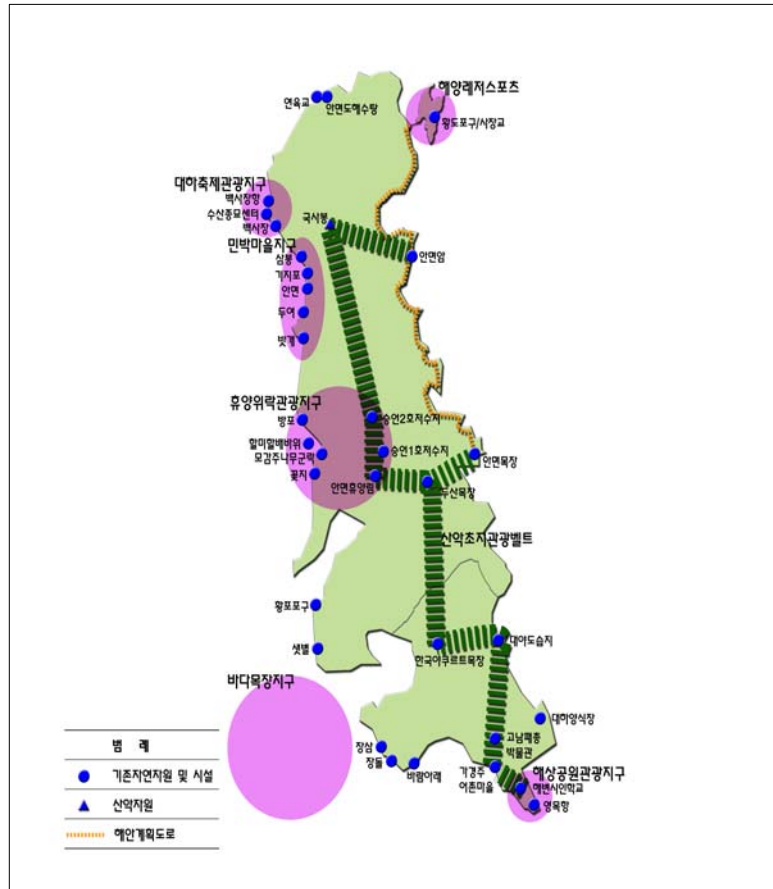 해양레저스포츠
연육교
안면도해수탕
황도포구/사장교
대하축제관광지구
백사장항
수산종묘센터
백사장
국사봉
민박마을지구
삼봉
안면암
기지포
안면
두여
밧개
휴양위락관광지구
방포
승언2호저수지
할미할배바위
승언1호저수지
모감주나무군락
안면목장
꽃지
안면휴양림
두산목장
산악초지관광벨트
황포포구
샛별
한국야쿠르트목장
대야도습지
바다목장지구
대하양식장
범 례
장삼
고남패총
박물관
장돌
바람아래
가경주
어촌마을
해상공원관광지구
해변시인학교
영목항
기존자연자원 및 시설
산악자원
해안계획도로